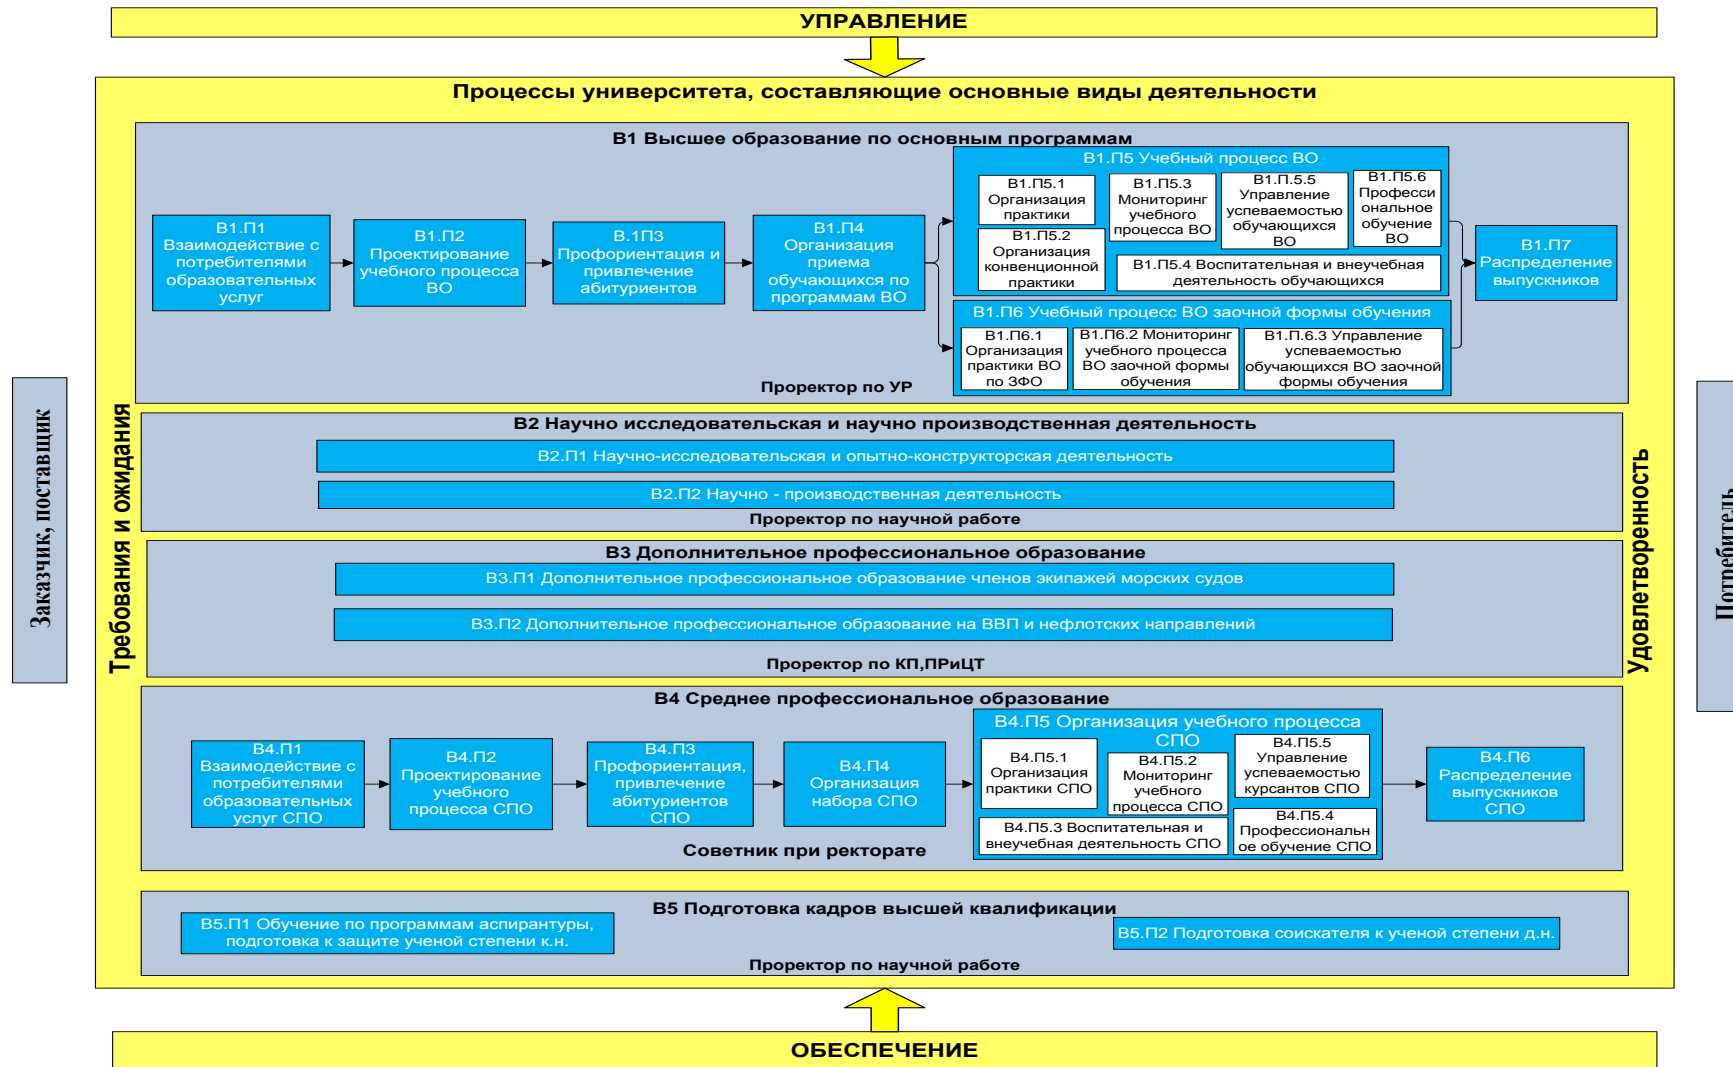 УПРАВЛЕНИЕ
Процессы университета, составляющие основные виды деятельности
Заказчик, поставщик
Требования и ожидания
В1 Высшее образование по основным программам
В1.П1
Взаимодействие с
потребителями
образовательных
услуг
В1.П2
Проектирование
учебного процесса
ВО
В.1П3
Профориентация и
привлечение
абитуриентов
В1.П4
Организация
приема
обучающихся по
программам ВО
В1.П5 Учебный процесс ВО
В1.П5.1
Организация
практики
В1.П5.2
Организация
конвенционной
практики
В1.П5.3
Мониторинг
учебного
процесса ВО
В1.П.5.5
Управление
успеваемостью
обучающихся
ВО
В1.П5.6
Професси
ональное
обучение
ВО
В1.П5.4 Воспитательная и внеучебная
деятельность обучающихся
В1.П6 Учебный процесс ВО заочной формы обучения
В1.П6.1
Организация
практики ВО
по ЗФО
В1.П6.2 Мониторинг
учебного процесса
ВО заочной формы
обучения
В1.П.6.3 Управление
успеваемостью
обучающихся ВО заочной
формы обучения
В1.П7
Распределение
выпускников
Проректор по УР
В2 Научно исследовательская и научно производственная деятельность
В2.П1 Научно-исследовательская и опытно-конструкторская деятельность
В2.П2 Научно - производственная деятельность
Проректор по научной работе
В3 Дополнительное профессиональное образование
В3.П1 Дополнительное профессиональное образование членов экипажей морских судов
В3.П2 Дополнительное профессиональное образование на ВВП и нефлотских направлений
Проректор по КП,ПРиЦТ
В4 Среднее профессиональное образование
В4.П1
Взаимодействие с
потребителями
образовательных
услуг СПО
В4.П2
Проектирование
учебного
процесса СПО
В4.П3
Профориентация,
привлечение
абитуриентов
СПО
В4.П4
Организация
набора СПО
В4.П5 Организация учебного процесса
СПО
В4.П5.1
Организация
практики СПО
В4.П5.2
Мониторинг
учебного
процесса СПО
В4.П5.5
Управление
успеваемостью
курсантов СПО
В4.П5.3 Воспитательная и
внеучебная деятельность СПО
В4.П5.4
Профессиональн
ое обучение СПО
В4.П6
Распределение
выпускников
СПО
Советник при ректорате
В5 Подготовка кадров высшей квалификации
В5.П1 Обучение по программам аспирантуры,
подготовка к защите ученой степени к.н.
В5.П2 Подготовка соискателя к ученой степени д.н.
Проректор по научной работе
Удовлетворенность
Потребитель
ОБЕСПЕЧЕНИЕ